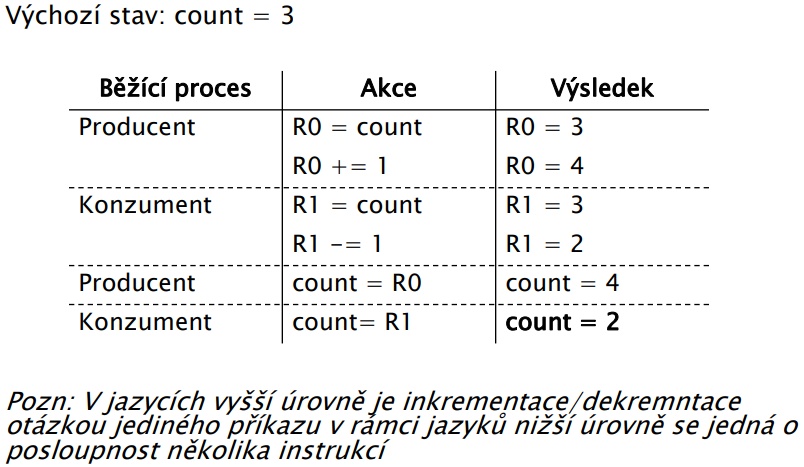 Výchozí stav: count = 3
Běžící proces Akce Výsledek
Producent R0 = count R0 = 3
R0 += 1 R0 = 4
Konzument R1 = count R1 = 3
R1 -= 1 R1 = 2
Producent count = R0 count = 4
Konzument count= R1 count = 2
Pozn: V jazycích vyšší úrovně je inkrementace/dekremntace
otázkou jediného příkazu v rámci jazyků nižší úrovně se jedná o
posloupnost několika instrukcí